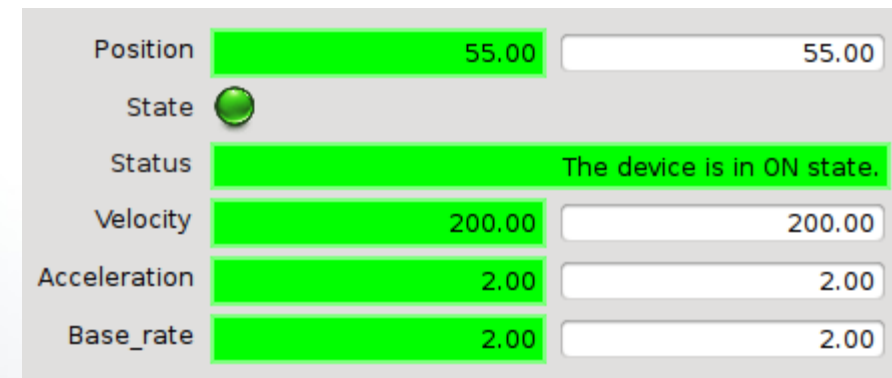 Position 55.00 55.00
State
Status The device is in ON state.
Velocity 200.00 200.00
Acceleration 2.00 2.00
Base_rate 2.00 2.00